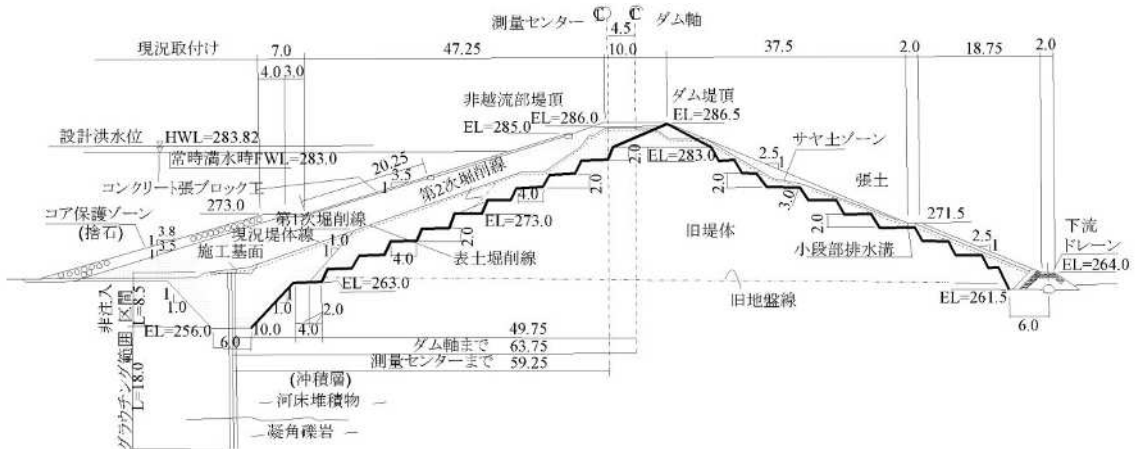 測量センター ℄ ℄ ダム軸
4.5
現況取付け 7.0 47.25 10.0 37.5 2.0 18.75 2.0
4.0 3.0
非越流部堤頂 ダム堤頂
EL=286.0 EL=286.5
EL=285.0
設計洪水位 HWL=283.82
サヤ土ゾーン
常時満水時FWL=283.0
EL=283.0
2.0
20.25
2.5
1
3.5
1
第2次堀削線
張土
コンクリート張ブロック工
4.0
2.0
2.0
3.0
コア保護ゾーン
(捨石)
273.0
第1次堀削線
EL=273.0
2.0
271.5
3.8
1
3.5
1
現況堤体線
1.0
1
施工基面
表土堀削線
4.0
2.0
旧堤体
小段部排水溝
2.5
1
下流
ドレーン
EL=264.0
EL=263.0
旧地盤線
EL=261.5
6.0
1
1.0
1
1.0
2.0
非注入
区間
L=8.5
EL=256.0 10.0 4.0
6.0
49.75
ダム軸まで
63.75
測量センターまで 59.25
グラウチング範囲
L=18.0
(沖積層)
河床堆積物
凝角礫岩